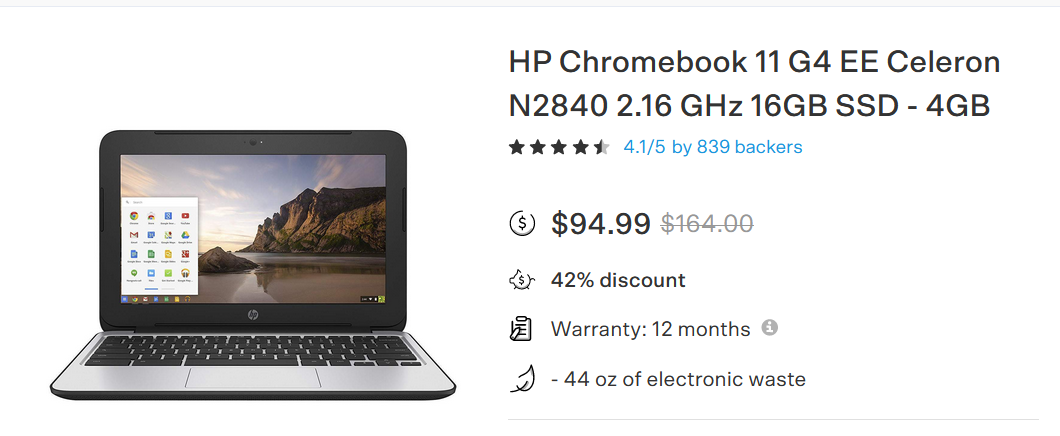 HP Chromebook 11 G4 EE Celeron
N2840 2.16 GHz 16GB SSD - 4GB
4.1/5 by 839 backers
$94.99 $164.00
42% discount
Warranty: 12 months
- 44 oz of electronic waste
hp